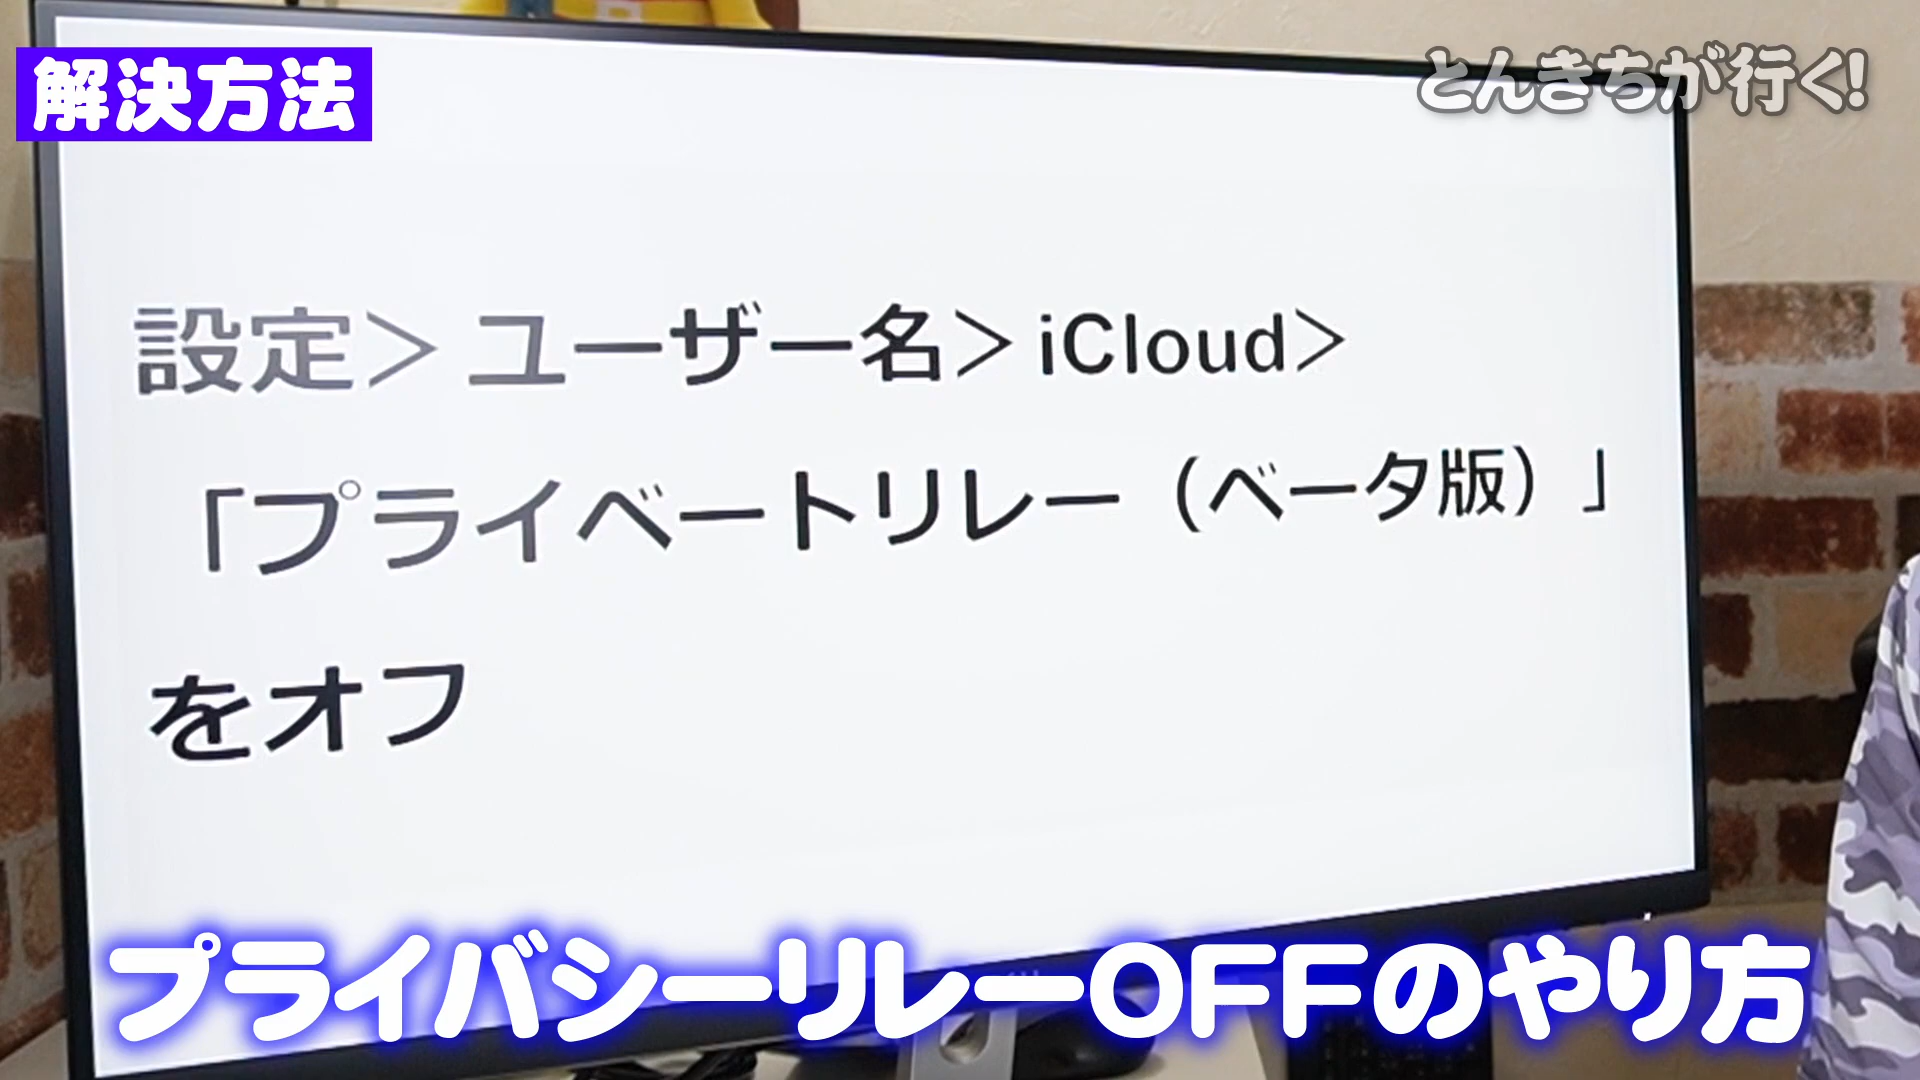 解決方法
とんきちが行く!
設定＞ユーザー名＞iCloud＞
「プライベートリレー（ベータ版）」
をオフ
プライバシーリレーOFFのやり方